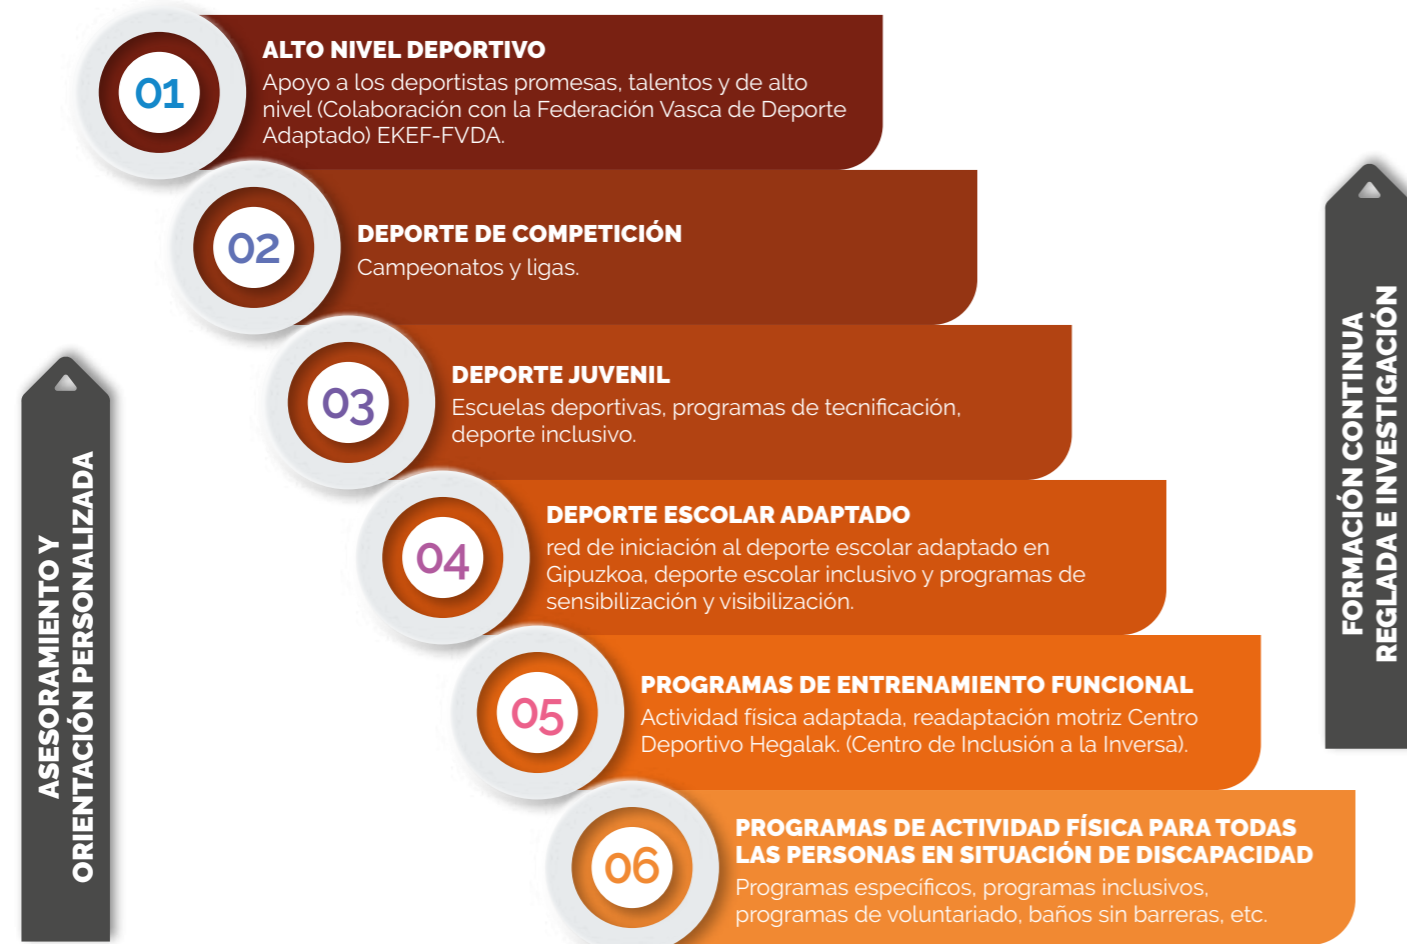 01
ALTO NIVEL DEPORTIVO
Apoyo a los deportistas promesas, talentos y de alto
nivel (Colaboración con la Federación Vasca de Deporte
Adaptado) EKEF-FVDA.
02
DEPORTE DE COMPETICIÓN
Campeonatos y ligas.
03
DEPORTE JUVENIL
Escuelas deportivas, programas de tecnificación,
deporte inclusivo.
04
DEPORTE ESCOLAR ADAPTADO
red de iniciación al deporte escolar adaptado en
Gipuzkoa, deporte escolar inclusivo y programas de
sensibilización y visibilización.
05
PROGRAMAS DE ENTRENAMIENTO FUNCIONAL
Actividad física adaptada, readaptación motriz Centro
Deportivo Hegalak. (Centro de Inclusión a la Inversa).
06
PROGRAMAS DE ACTIVIDAD FÍSICA PARA TODAS
LAS PERSONAS EN SITUACIÓN DE DISCAPACIDAD
Programas específicos, programas inclusivos,
programas de voluntariado, baños sin barreras, etc.
ASESORAMIENTO Y
ORIENTACIÓN PERSONALIZADA
FORMACIÓN CONTINUA
REGLADA E INVESTIGACIÓN